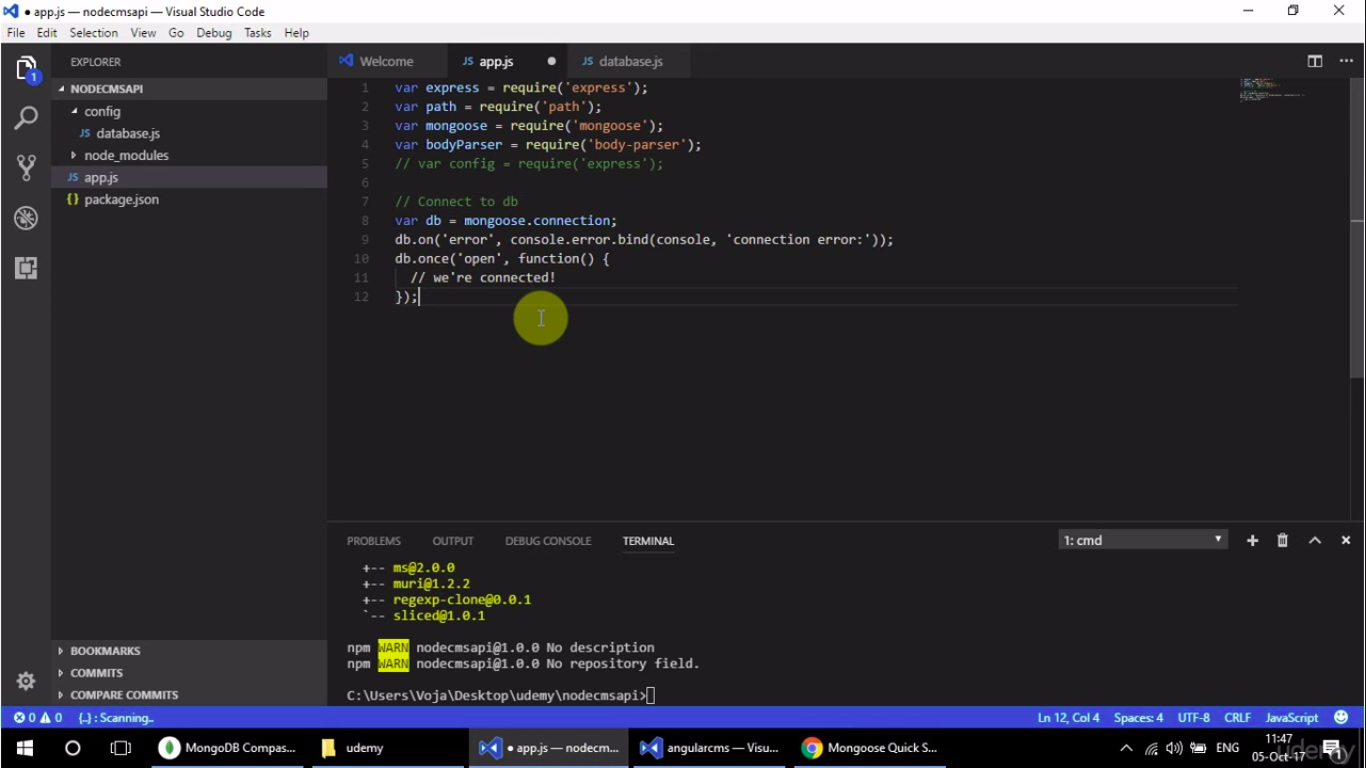 app.js — nodecmsapi — Visual Studio Code
File Edit Selection View Go Debug Tasks Help
EXPLORER
Welcome
JS app.js
JS database.js
1
NODECMSAPI
config
JS database.js
node_modules
JS app.js
{} package.json
1 var express = require('express');
2 var path = require('path');
3 var mongoose = require('mongoose');
4 var bodyParser = require('body-parser');
5 // var config = require('express');
6
7 // Connect to db
8 var db = mongoose.connection;
9 db.on('error', console.error.bind(console, 'connection error:'));
10 db.once('open', function() {
11 // we're connected!
12 });
PROBLEMS OUTPUT DEBUG CONSOLE TERMINAL
1: cmd
+-- ms@2.0.0
+-- muri@1.2.2
+-- regexp-clone@0.0.1
`-- sliced@1.0.1
npm WARN nodecmsapi@1.0.0 No description
npm WARN nodecmsapi@1.0.0 No repository field.
C:\Users\Voja\Desktop\udemy\nodecmsapi>
BOOKMARKS
COMMITS
COMPARE COMMITS
0 0 {..} : Scanning..
Ln 12, Col 4 Spaces: 4 UTF-8 CRLF JavaScript
MongoDB Compas...
udemy
● app.js — nodecm...
angularcms — Visu...
Mongoose Quick S...
ENG
11:47
05-Oct-17
1
udemy